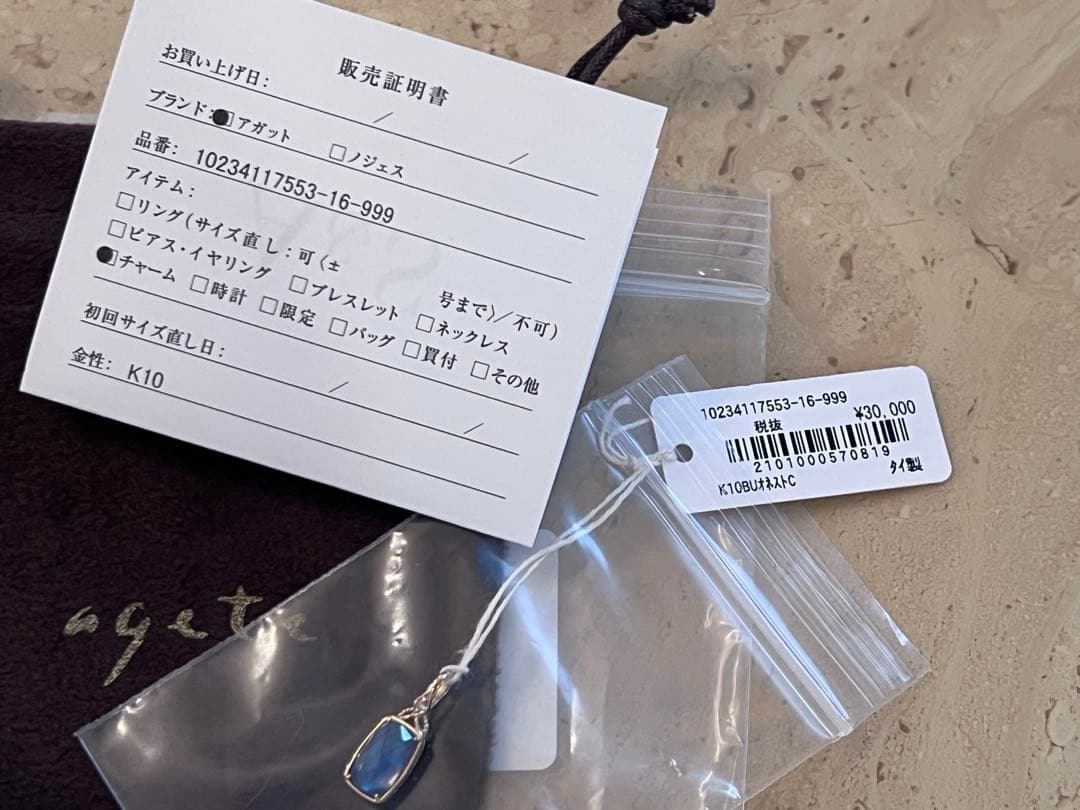 販売証明書
お買い上げ日:　／　／
ブランド:■アガット　□ノジェス
品番: 10234117553-16-999
アイテム:
□リング(サイズ直し:可〈±　号まで〉/不可)
□ピアス・イヤリング　□ブレスレット　□ネックレス
■チャーム　□時計　□限定　□バッグ　□買付　□その他
初回サイズ直し日:　／　／
金性: K10
10234117553-16-999
税抜　¥30,000
2101000570819
K10BUオネストC　タイ製
agete